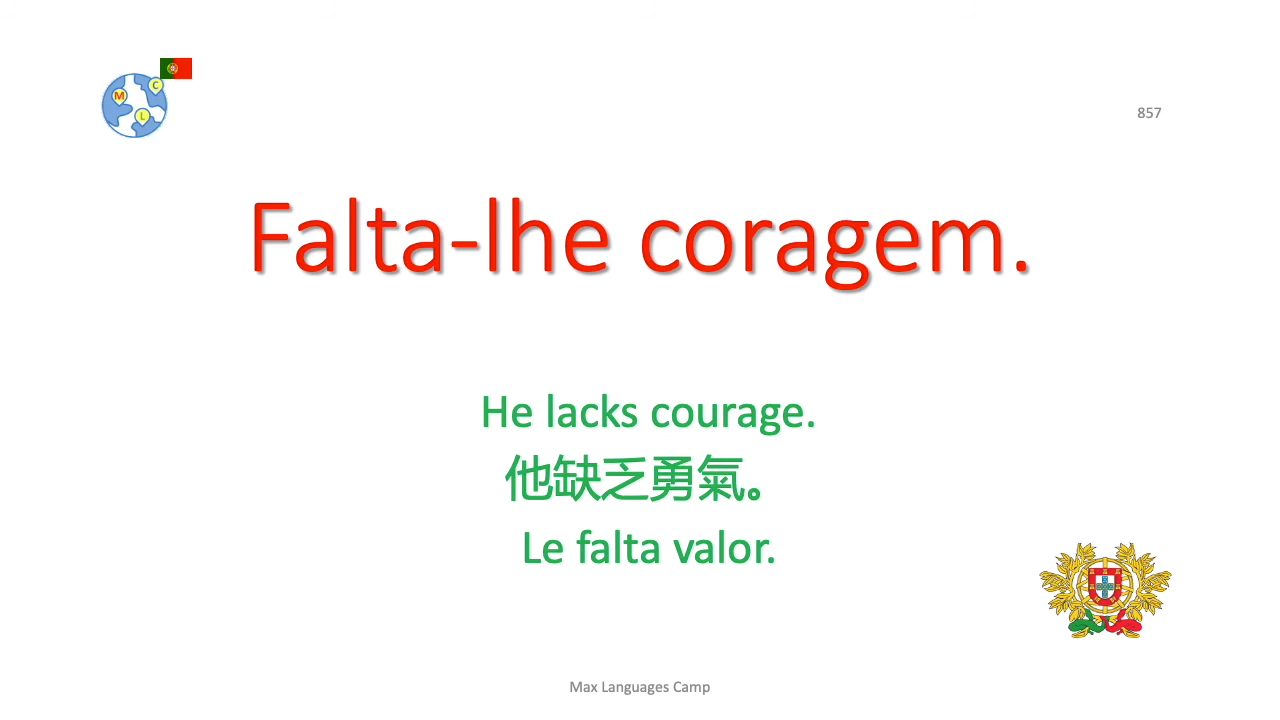 M
C
L
857
Falta-lhe coragem.
He lacks courage.
他缺乏勇氣。
Le falta valor.
Max Languages Camp